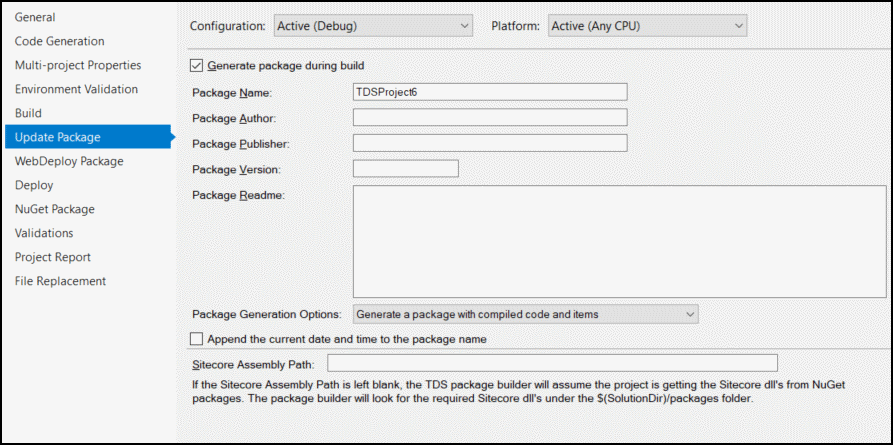 General
Code Generation
Multi-project Properties
Environment Validation
Build
Update Package
WebDeploy Package
Deploy
NuGet Package
Validations
Project Report
File Replacement
Configuration: Active (Debug) Platform: Active (Any CPU)
Generate package during build
Package Name: TDSProject6
Package Author:
Package Publisher:
Package Version:
Package Readme:
Package Generation Options: Generate a package with compiled code and items
Append the current date and time to the package name
Sitecore Assembly Path:
If the Sitecore Assembly Path is left blank, the TDS package builder will assume the project is getting the Sitecore dll's from NuGet
packages. The package builder will look for the required Sitecore dll's under the $(SolutionDir)/packages folder.